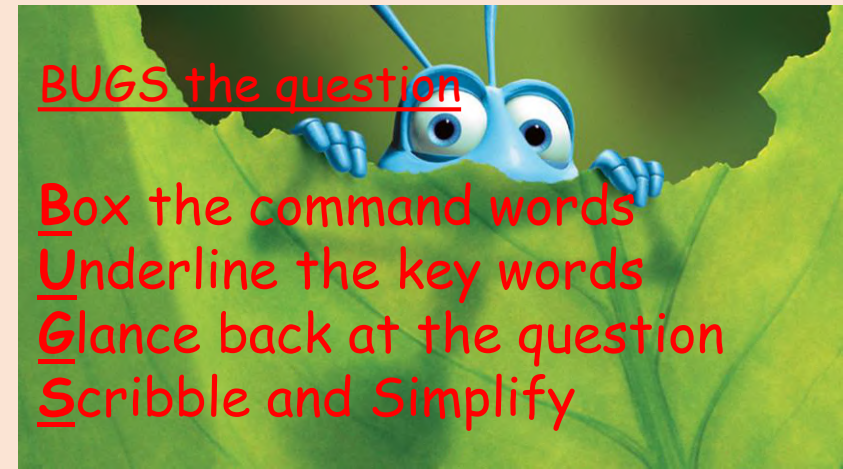 BUGS the question
Box the command words
Underline the key words
Glance back at the question
Scribble and Simplify